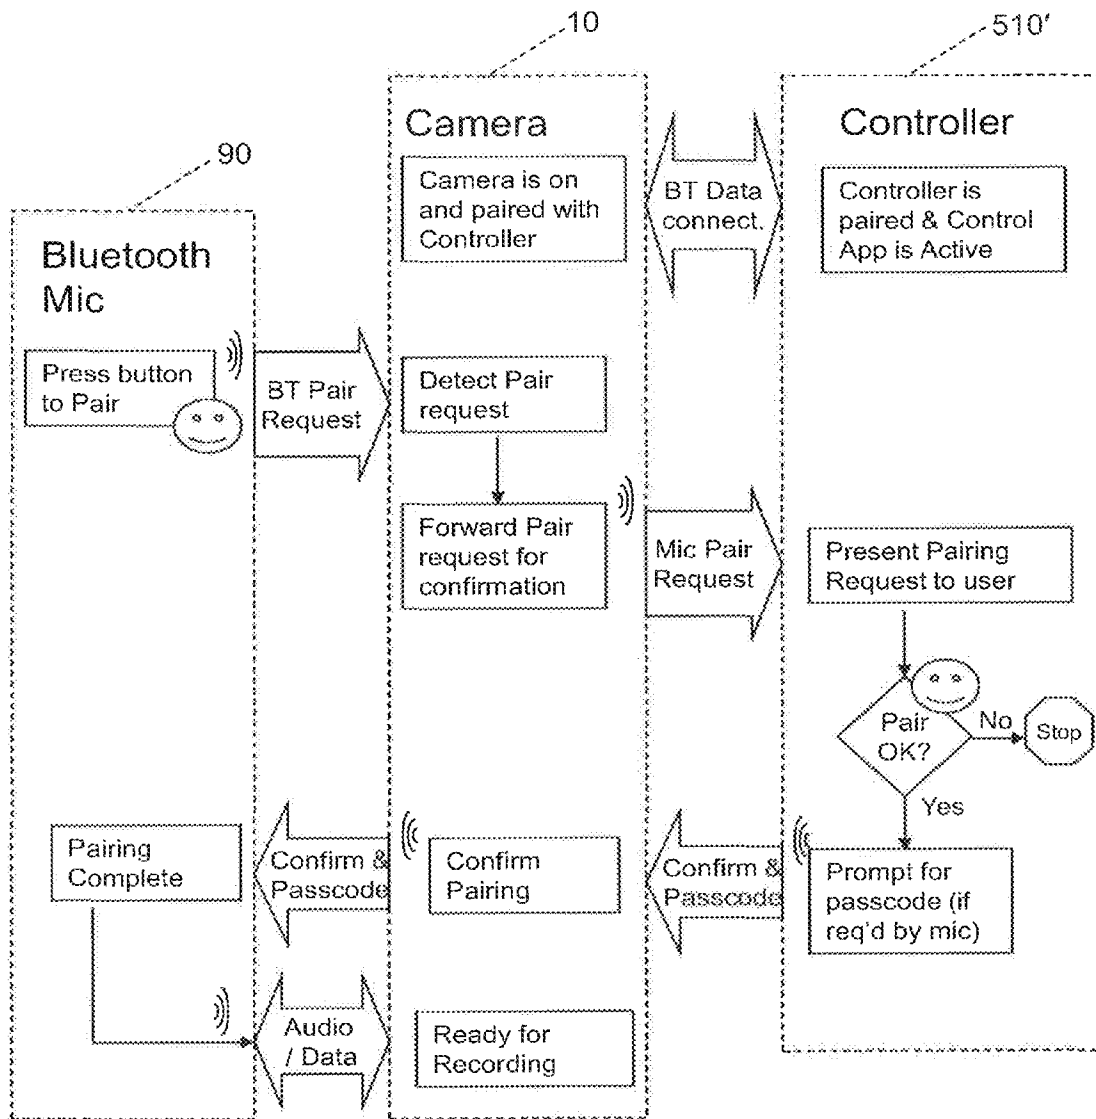 10
510'
90
Camera
Controller
Bluetooth
Mic
Camera is on
and paired with
Controller
BT Data
connect.
Controller is
paired & Control
App is Active
Press button
to Pair
BT Pair
Request
Detect Pair
request
Forward Pair
request for
confirmation
Mic Pair
Request
Present Pairing
Request to user
Pair
OK?
No
Stop
Yes
Pairing
Complete
Confirm &
Passcode
Confirm
Pairing
Confirm &
Passcode
Prompt for
passcode (if
req'd by mic)
Audio
/ Data
Ready for
Recording